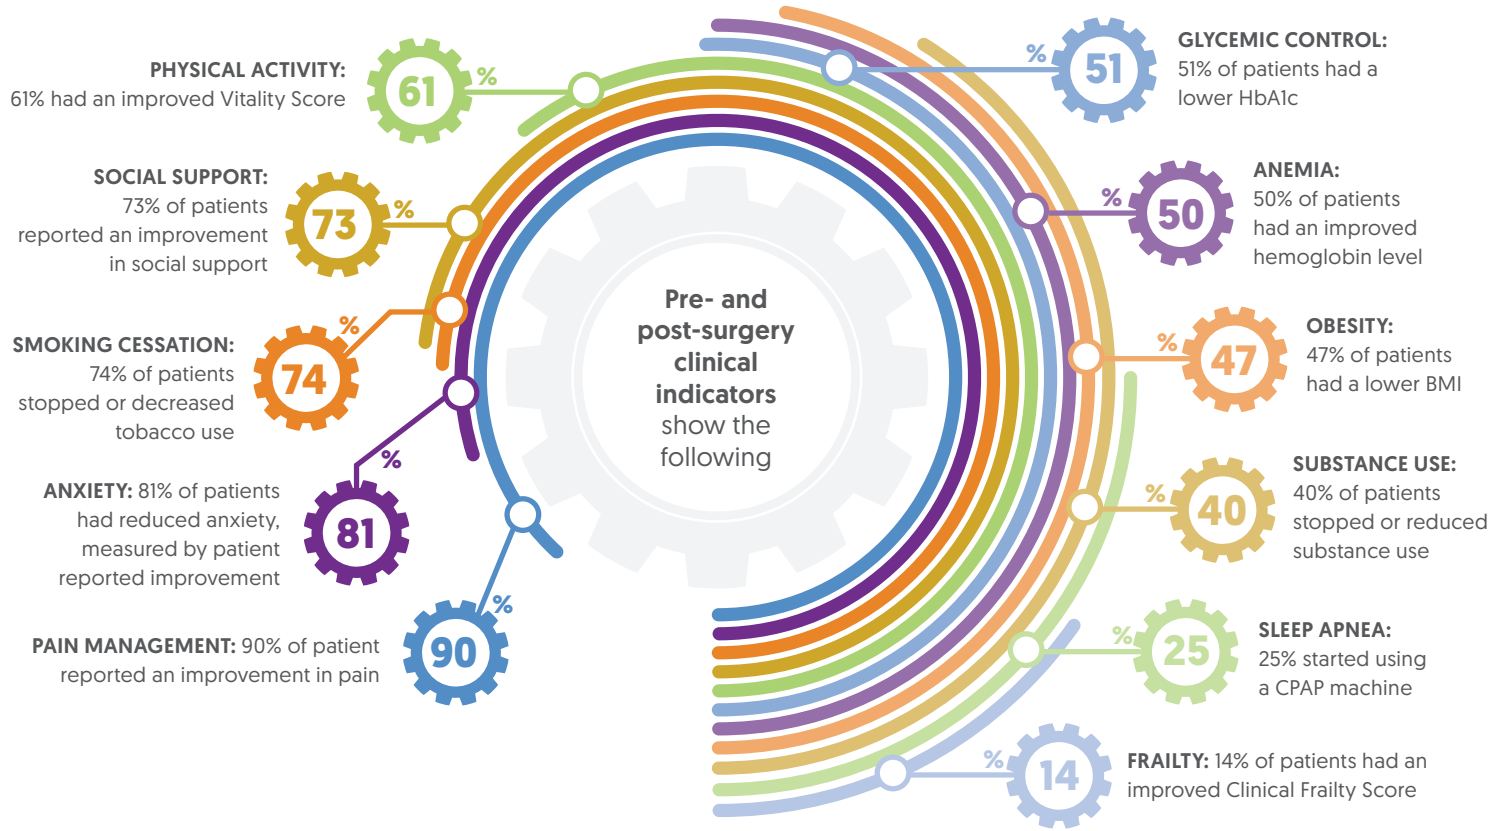 PHYSICAL ACTIVITY:
61% had an improved Vitality Score
61
%
SOCIAL SUPPORT:
73% of patients
reported an improvement
in social support
73
%
SMOKING CESSATION:
74% of patients
stopped or decreased
tobacco use
74
%
ANXIETY: 81% of patients
had reduced anxiety,
measured by patient
reported improvement
81
%
PAIN MANAGEMENT: 90% of patient
reported an improvement in pain
90
%
Pre- and
post-surgery
clinical
indicators
show the
following
%
51
GLYCEMIC CONTROL:
51% of patients had a
lower HbA1c
%
50
ANEMIA:
50% of patients
had an improved
hemoglobin level
%
47
OBESITY:
47% of patients
had a lower BMI
%
40
SUBSTANCE USE:
40% of patients
stopped or reduced
substance use
%
25
SLEEP APNEA:
25% started using
a CPAP machine
%
14
FRAILTY: 14% of patients had an
improved Clinical Frailty Score